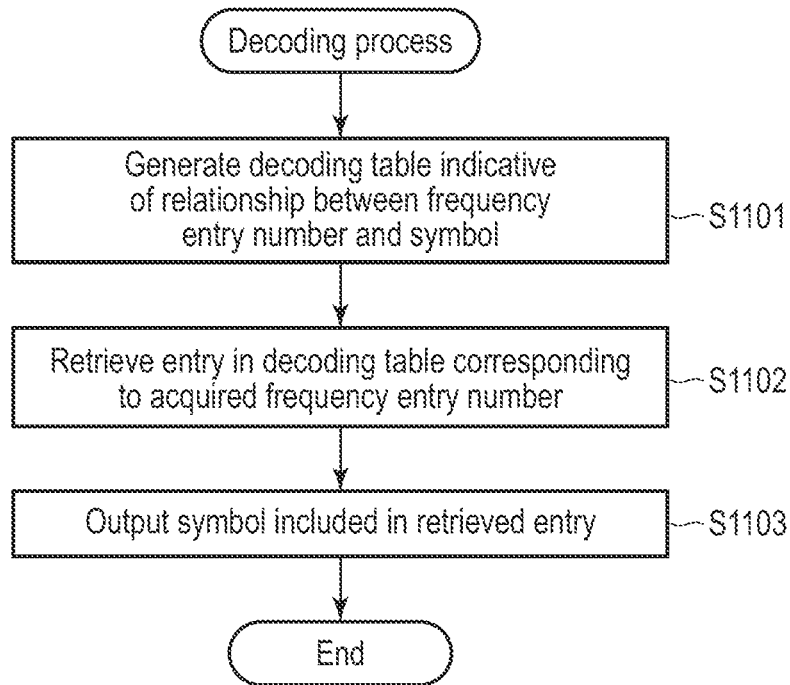 Decoding process
Generate decoding table indicative
of relationship between frequency
entry number and symbol
S1101
Retrieve entry in decoding table corresponding
to acquired frequency entry number
S1102
Output symbol included in retrieved entry
S1103
End